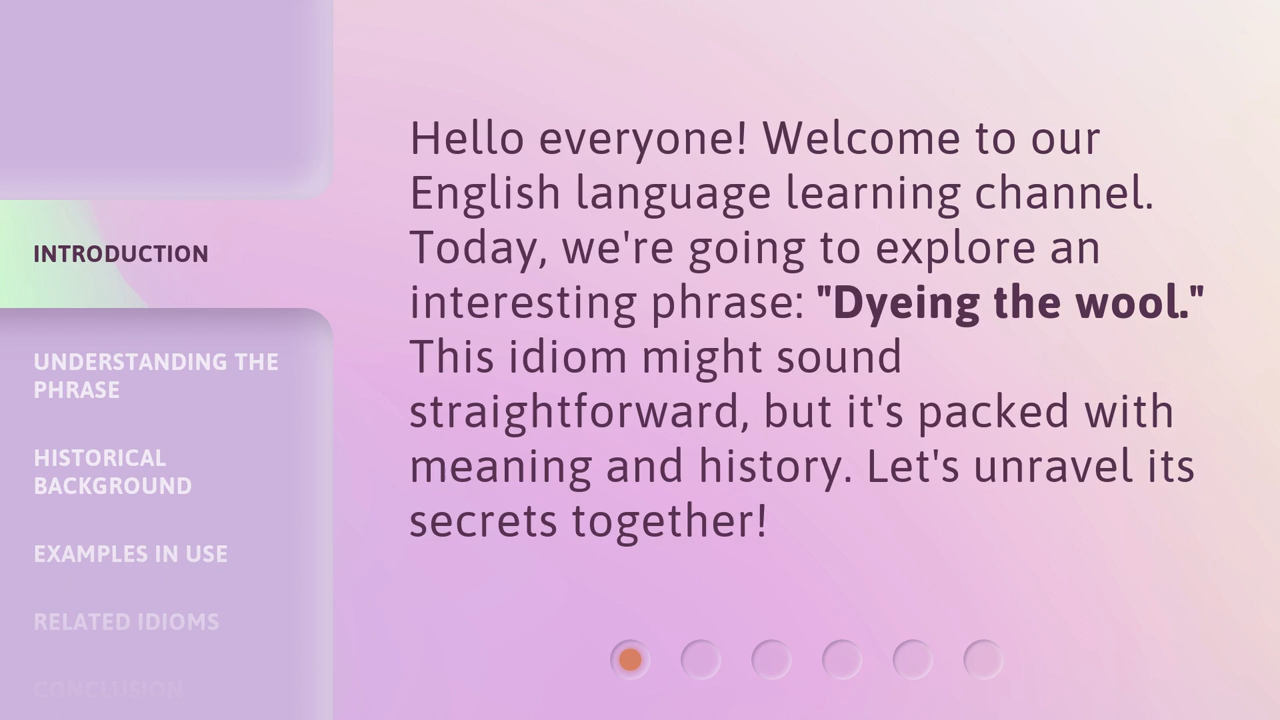 INTRODUCTION
UNDERSTANDING THE
PHRASE
HISTORICAL
BACKGROUND
EXAMPLES IN USE
RELATED IDIOMS
CONCLUSION
Hello everyone! Welcome to our
English language learning channel.
Today, we're going to explore an
interesting phrase: "Dyeing the wool."
This idiom might sound
straightforward, but it's packed with
meaning and history. Let's unravel its
secrets together!